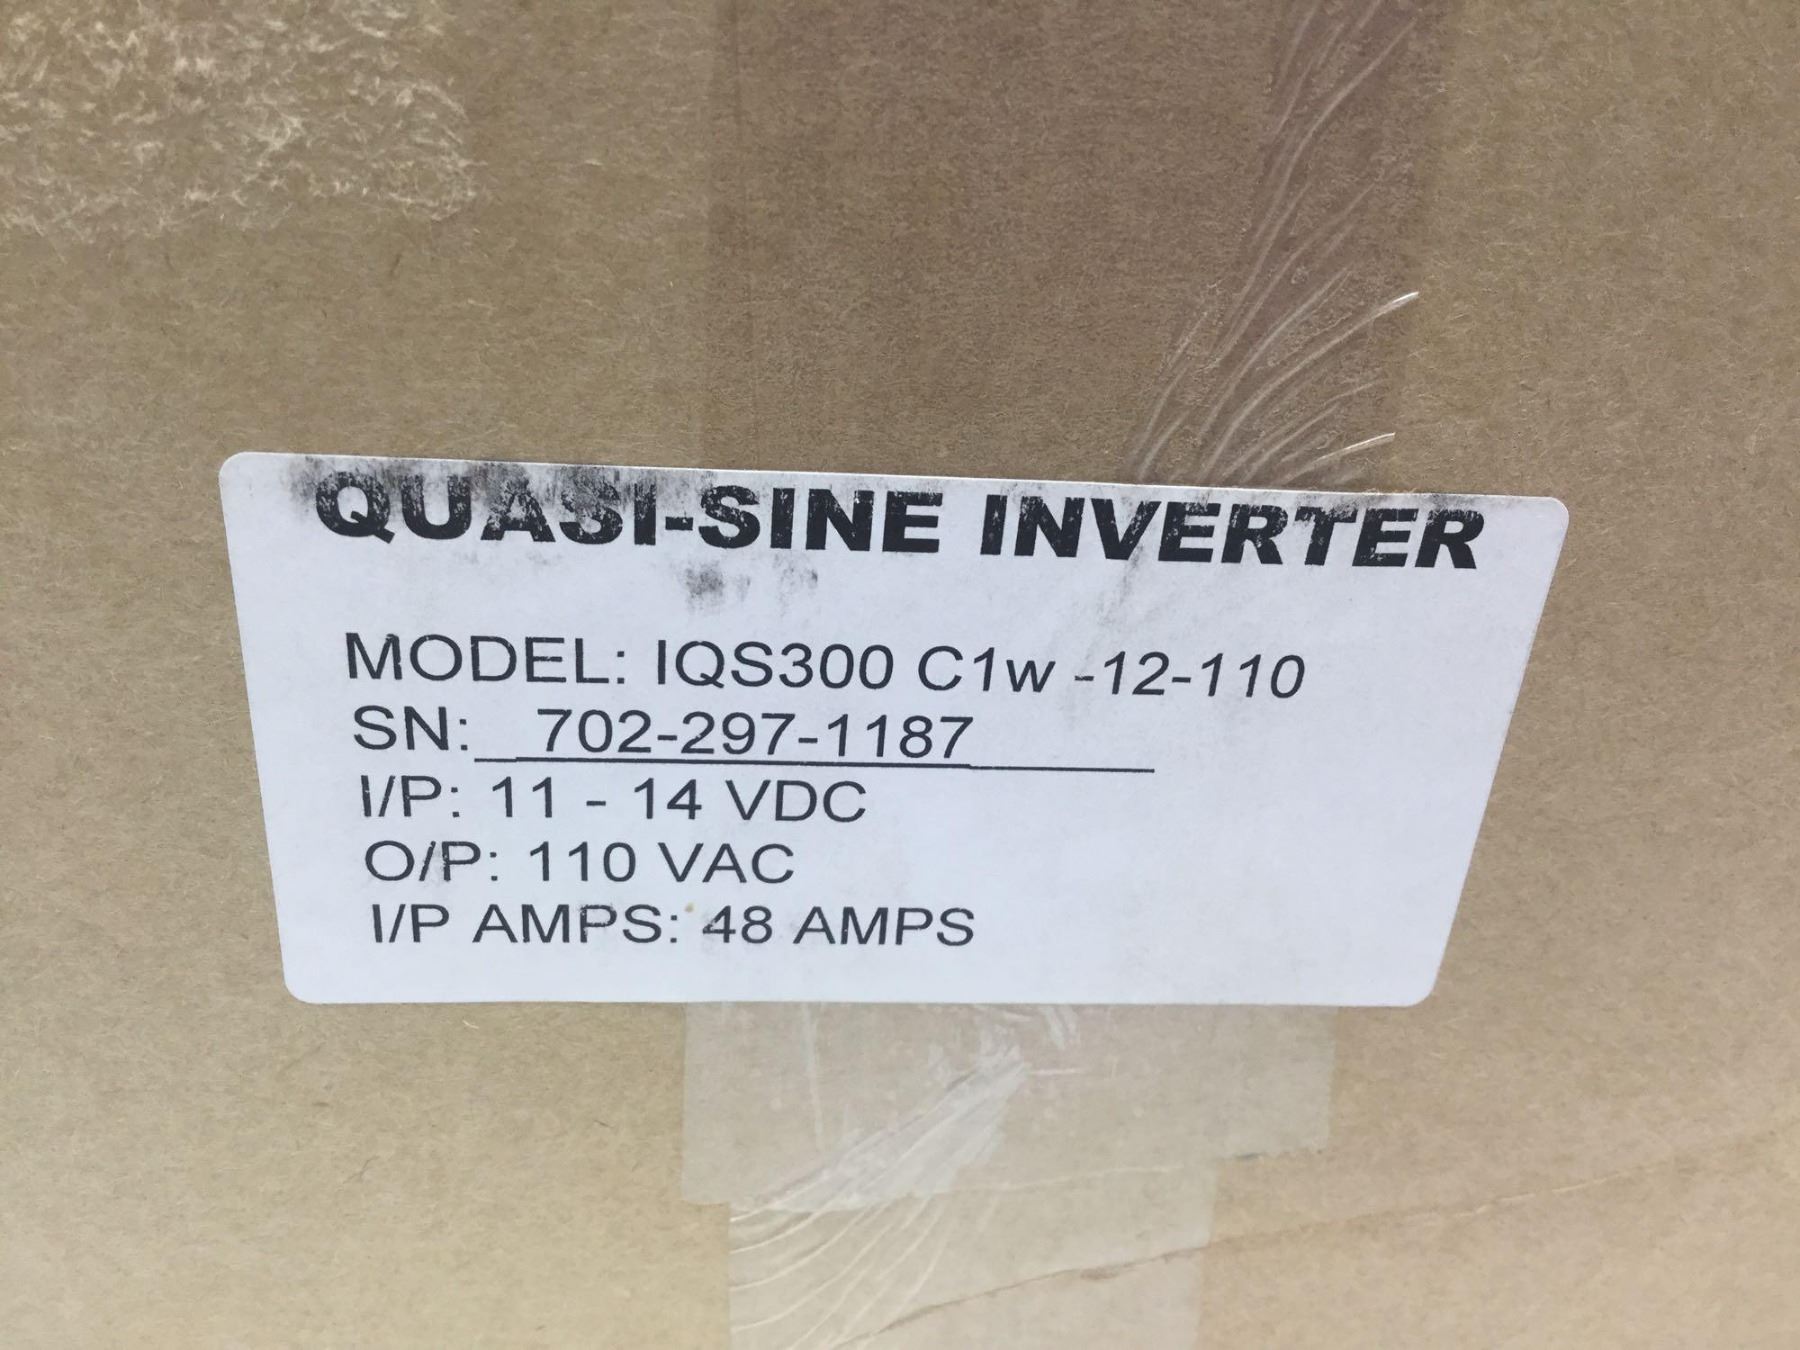 QUASI-SINE INVERTER
MODEL: IQS300 C1w -12-110
SN: 702-297-1187
I/P: 11 - 14 VDC
O/P: 110 VAC
I/P AMPS: 48 AMPS